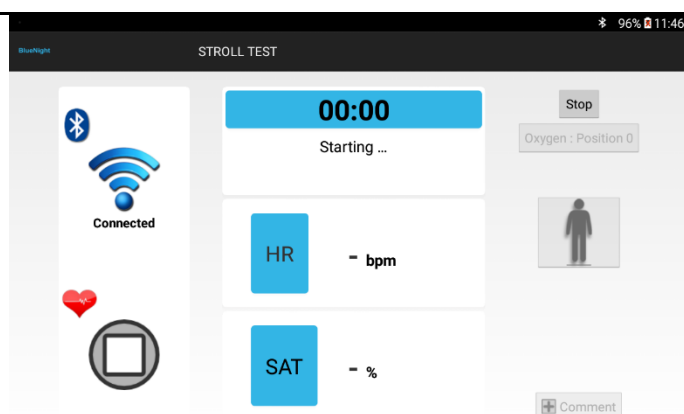 96% 11:46
BlueNight
STROLL TEST
00:00
Starting ...
Connected
HR
- bpm
SAT
- %
Stop
Oxygen : Position 0
Comment